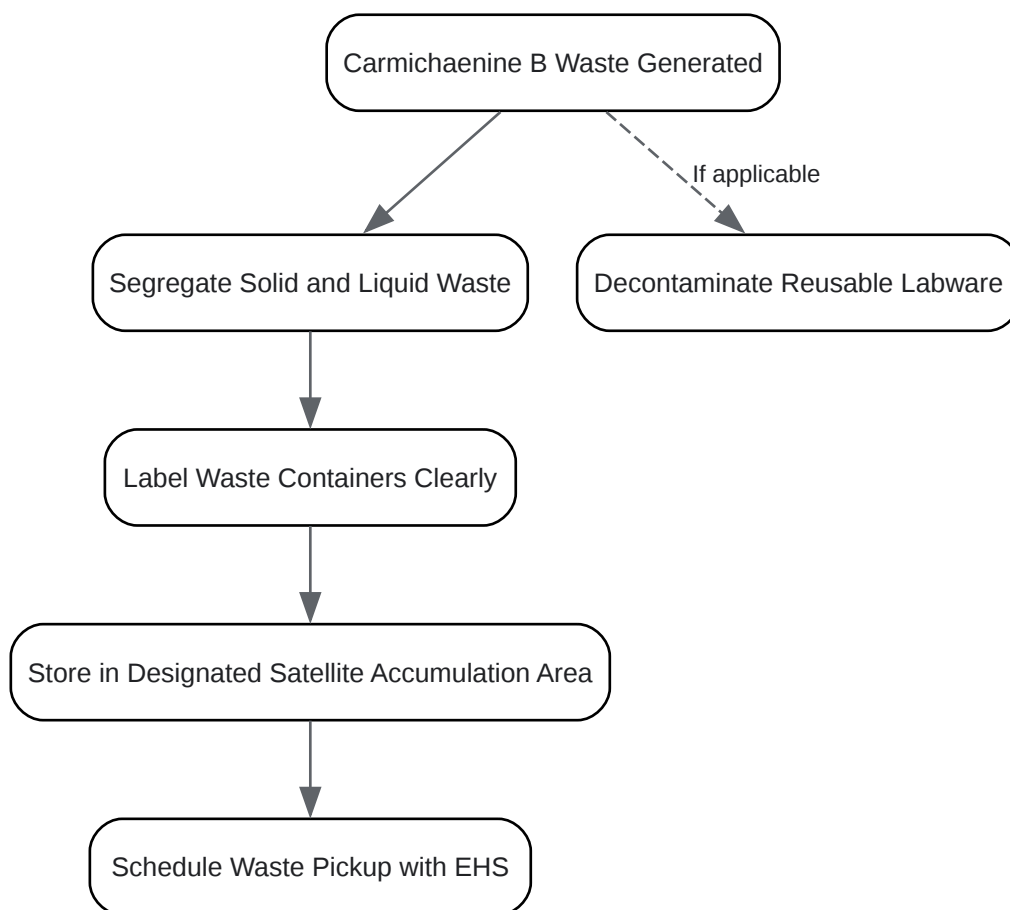 Carmichaenine B Waste Generated
If applicable
Segregate Solid and Liquid Waste
Decontaminate Reusable Labware
Label Waste Containers Clearly
Store in Designated Satellite Accumulation Area
Schedule Waste Pickup with EHS